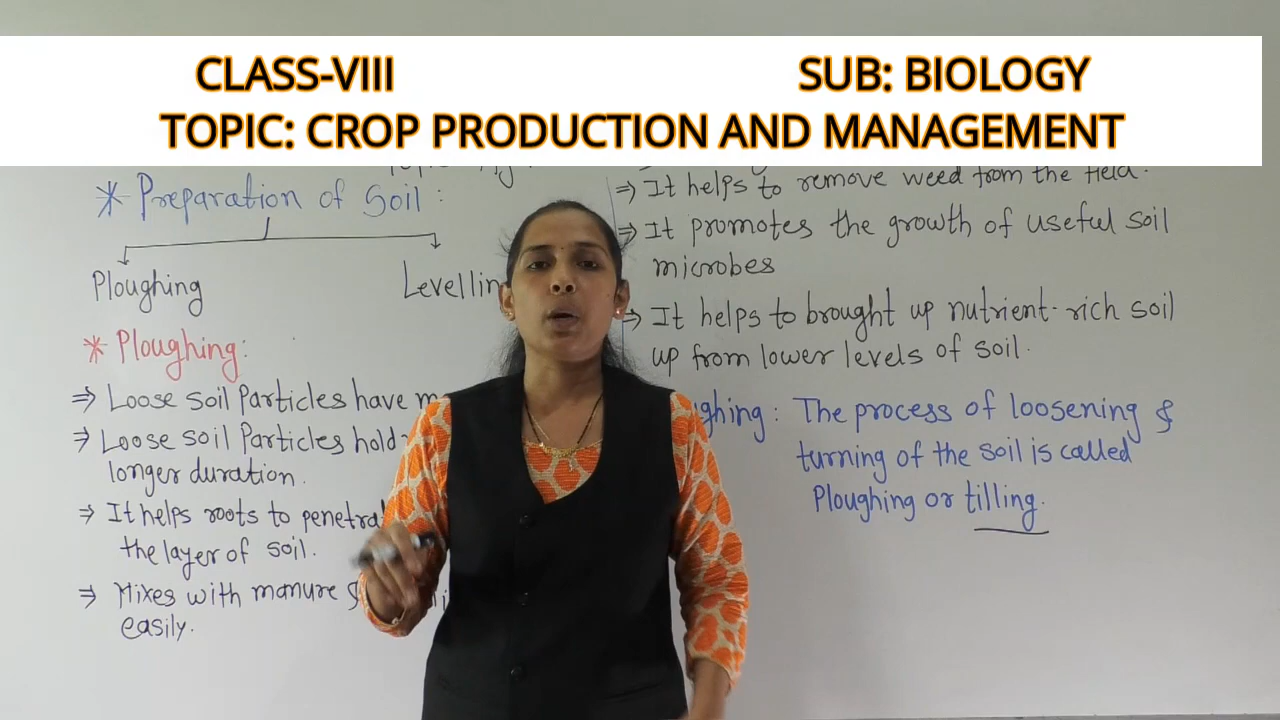 CLASS-VIII SUB: BIOLOGY
TOPIC: CROP PRODUCTION AND MANAGEMENT
* Preparation of Soil :
Ploughing
* Ploughing:
⇒ Loose soil Particles have
⇒ Loose soil Particles hold
longer duration.
⇒ It helps roots to
the layer of soil.
⇒ Mixes with manure &
easily.
⇒ It helps to remove weed from the field.
⇒ It promotes the growth of useful soil
microbes
⇒ It helps to brought up nutrient-rich soil
up from lower levels of soil.
The process of loosening &
turning of the soil is called
Ploughing or tilling.